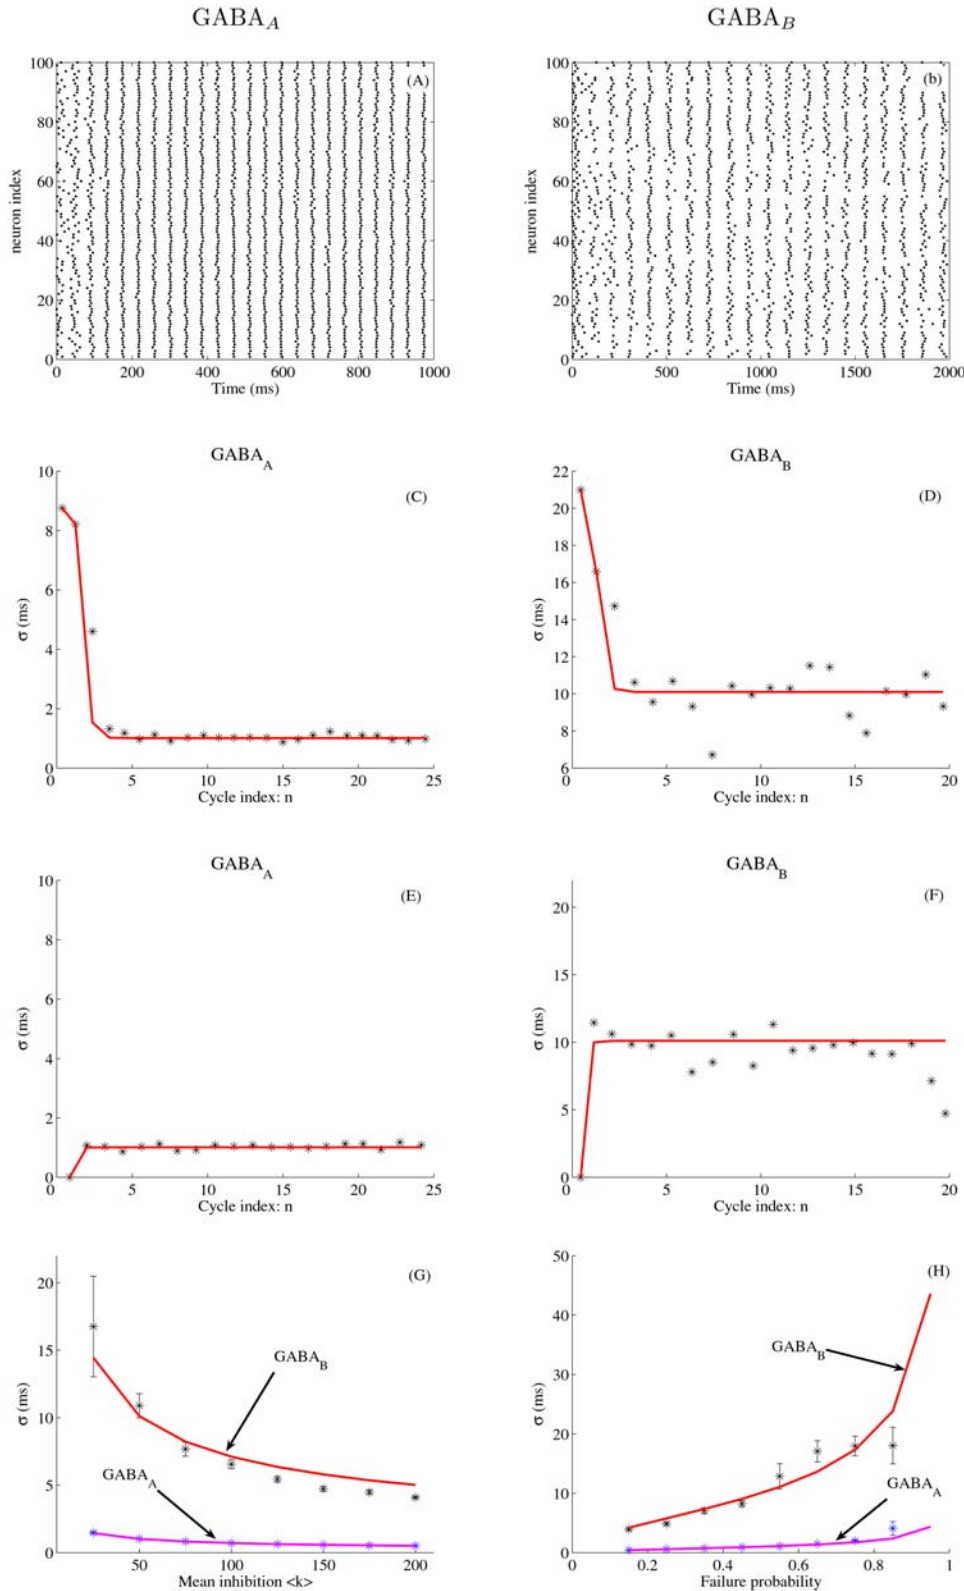 GABA_A GABA_B
100
80
60
40
20
0
neuron index
(A)
0 200 400 600 800 1000
Time (ms)
100
80
60
40
20
0
neuron index
(b)
0 500 1000 1500 2000
Time (ms)
GABA_A
10
8
6
4
2
0
σ (ms)
(C)
0 5 10 15 20 25
Cycle index: n
GABA_B
22
20
18
16
14
12
10
8
6
σ (ms)
(D)
0 5 10 15 20
Cycle index: n
GABA_A
10
8
6
4
2
0
σ (ms)
(E)
0 5 10 15 20 25
Cycle index: n
GABA_B
20
15
10
5
0
σ (ms)
(F)
0 5 10 15 20
Cycle index: n
20
15
10
5
0
σ (ms)
(G)
GABA_B
GABA_A
50 100 150 200
Mean inhibition <k>
50
40
30
20
10
0
σ (ms)
(H)
GABA_B
GABA_A
0.2 0.4 0.6 0.8 1
Failure probability